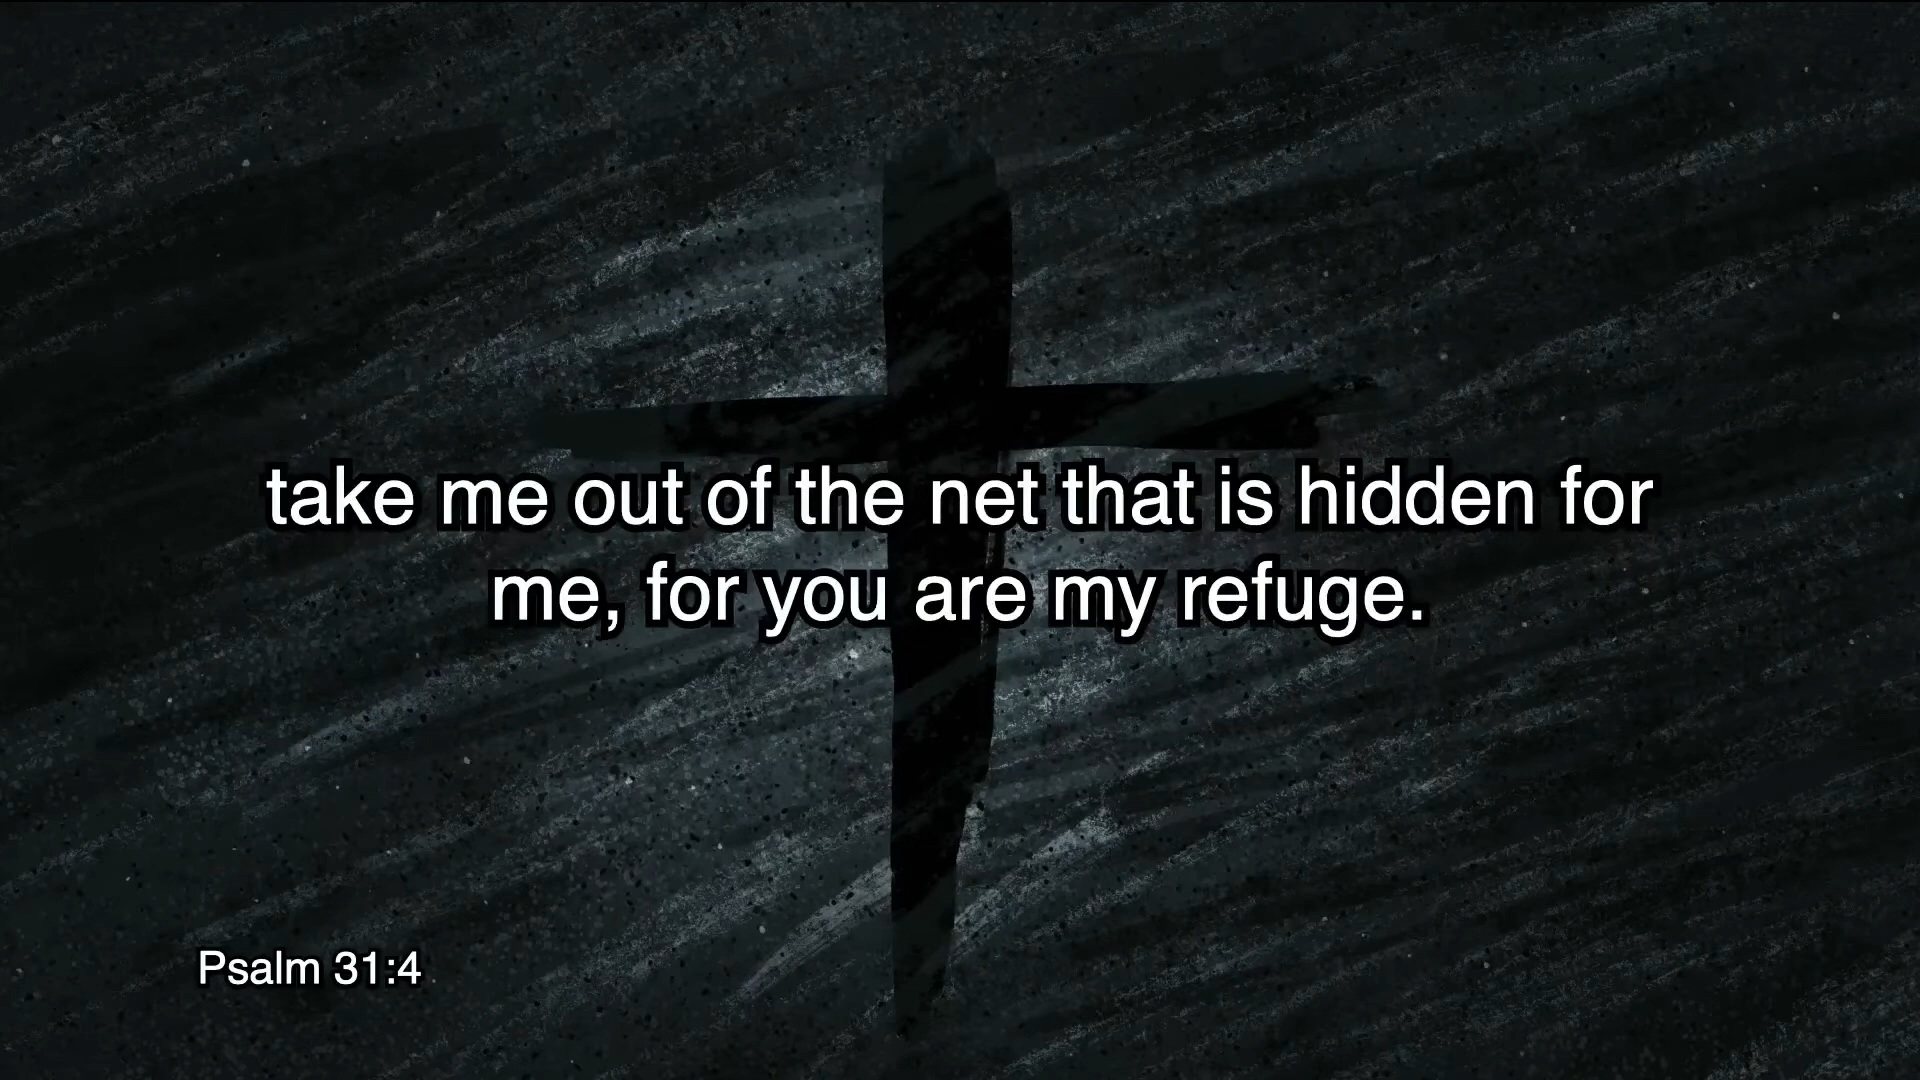 take me out of the net that is hidden for
me, for you are my refuge.
Psalm 31:4